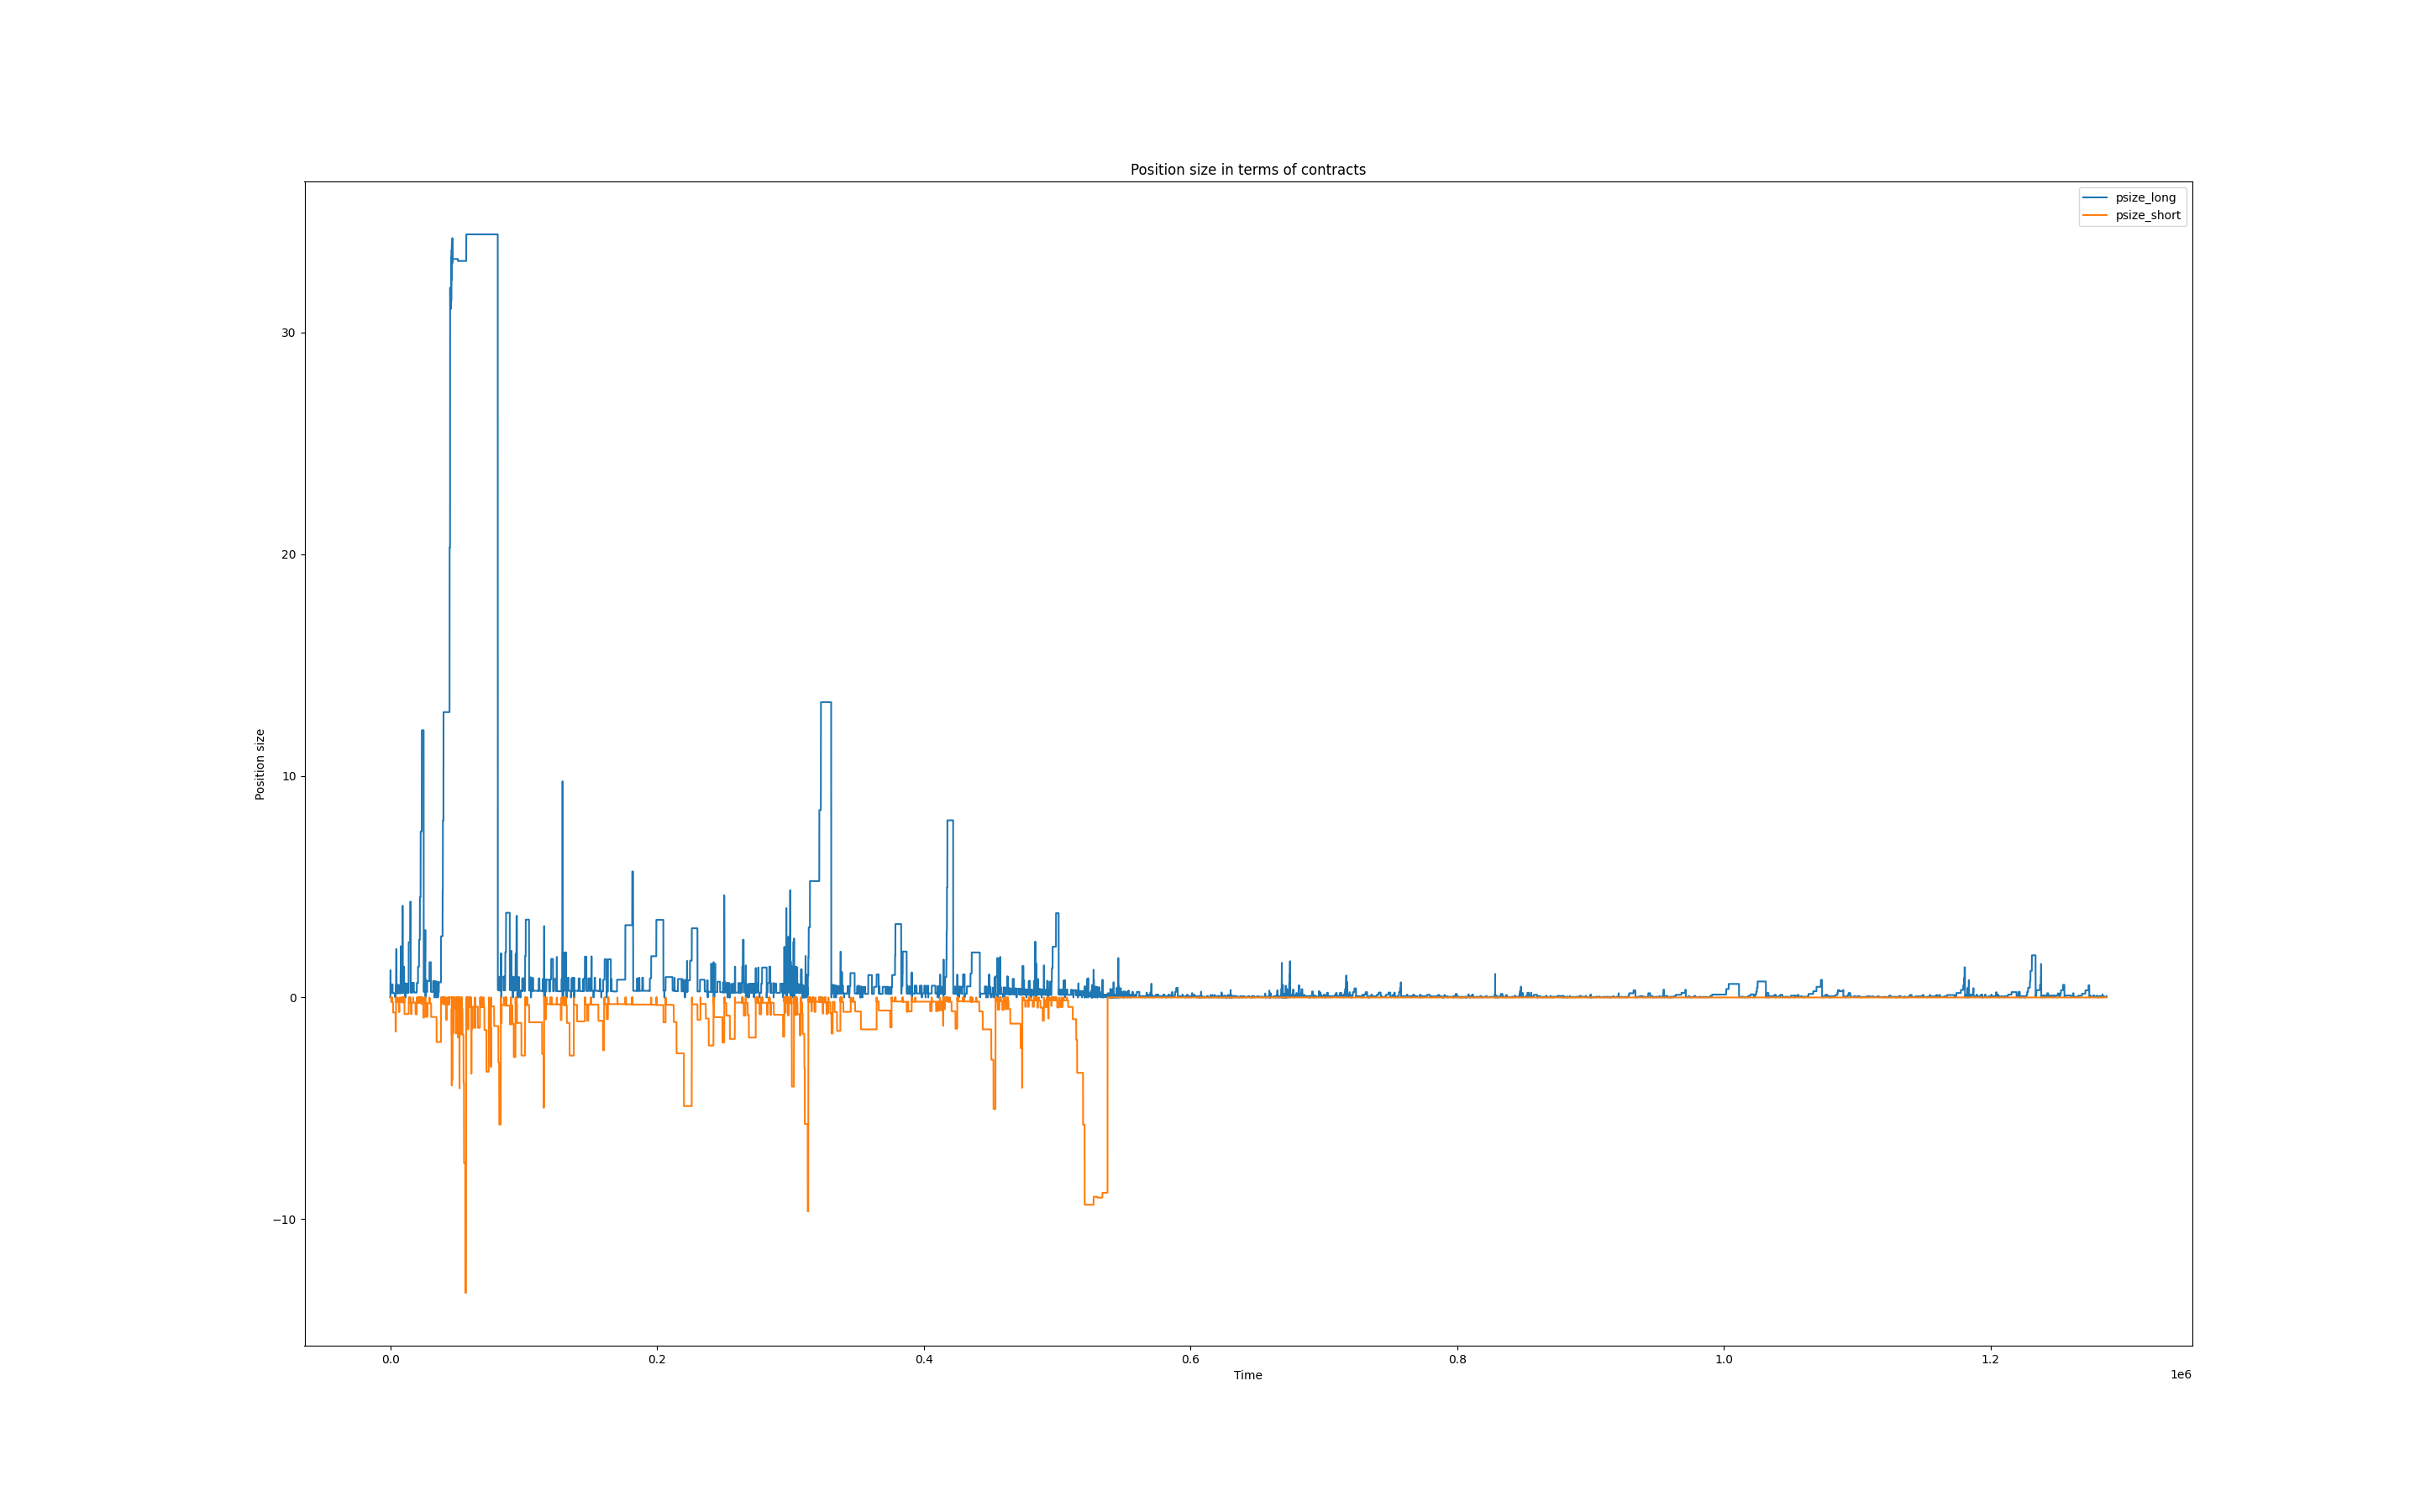 Position size in terms of contracts
psize_long
psize_short
30
20
10
0
−10
Position size
0.0 0.2 0.4 0.6 0.8 1.0 1.2
1e6
Time